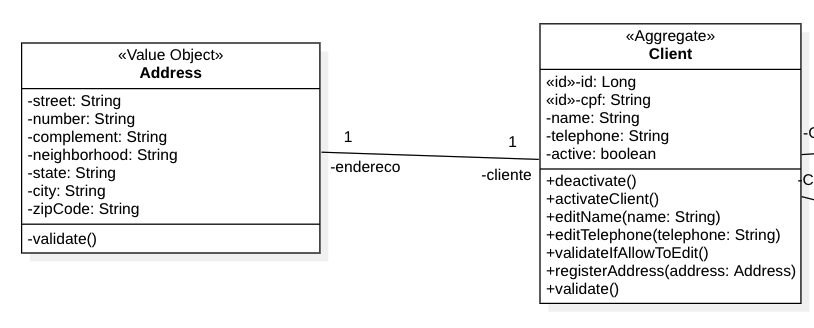 «Value Object»
Address
-street: String
-number: String
-complement: String
-neighborhood: String
-state: String
-city: String
-zipCode: String
-validate()
1
-endereco
1
-cliente
«Aggregate»
Client
«id»-id: Long
«id»-cpf: String
-name: String
-telephone: String
-active: boolean
+deactivate()
+activateClient()
+editName(name: String)
+editTelephone(telephone: String)
+validateIfAllowToEdit()
+registerAddress(address: Address)
+validate()